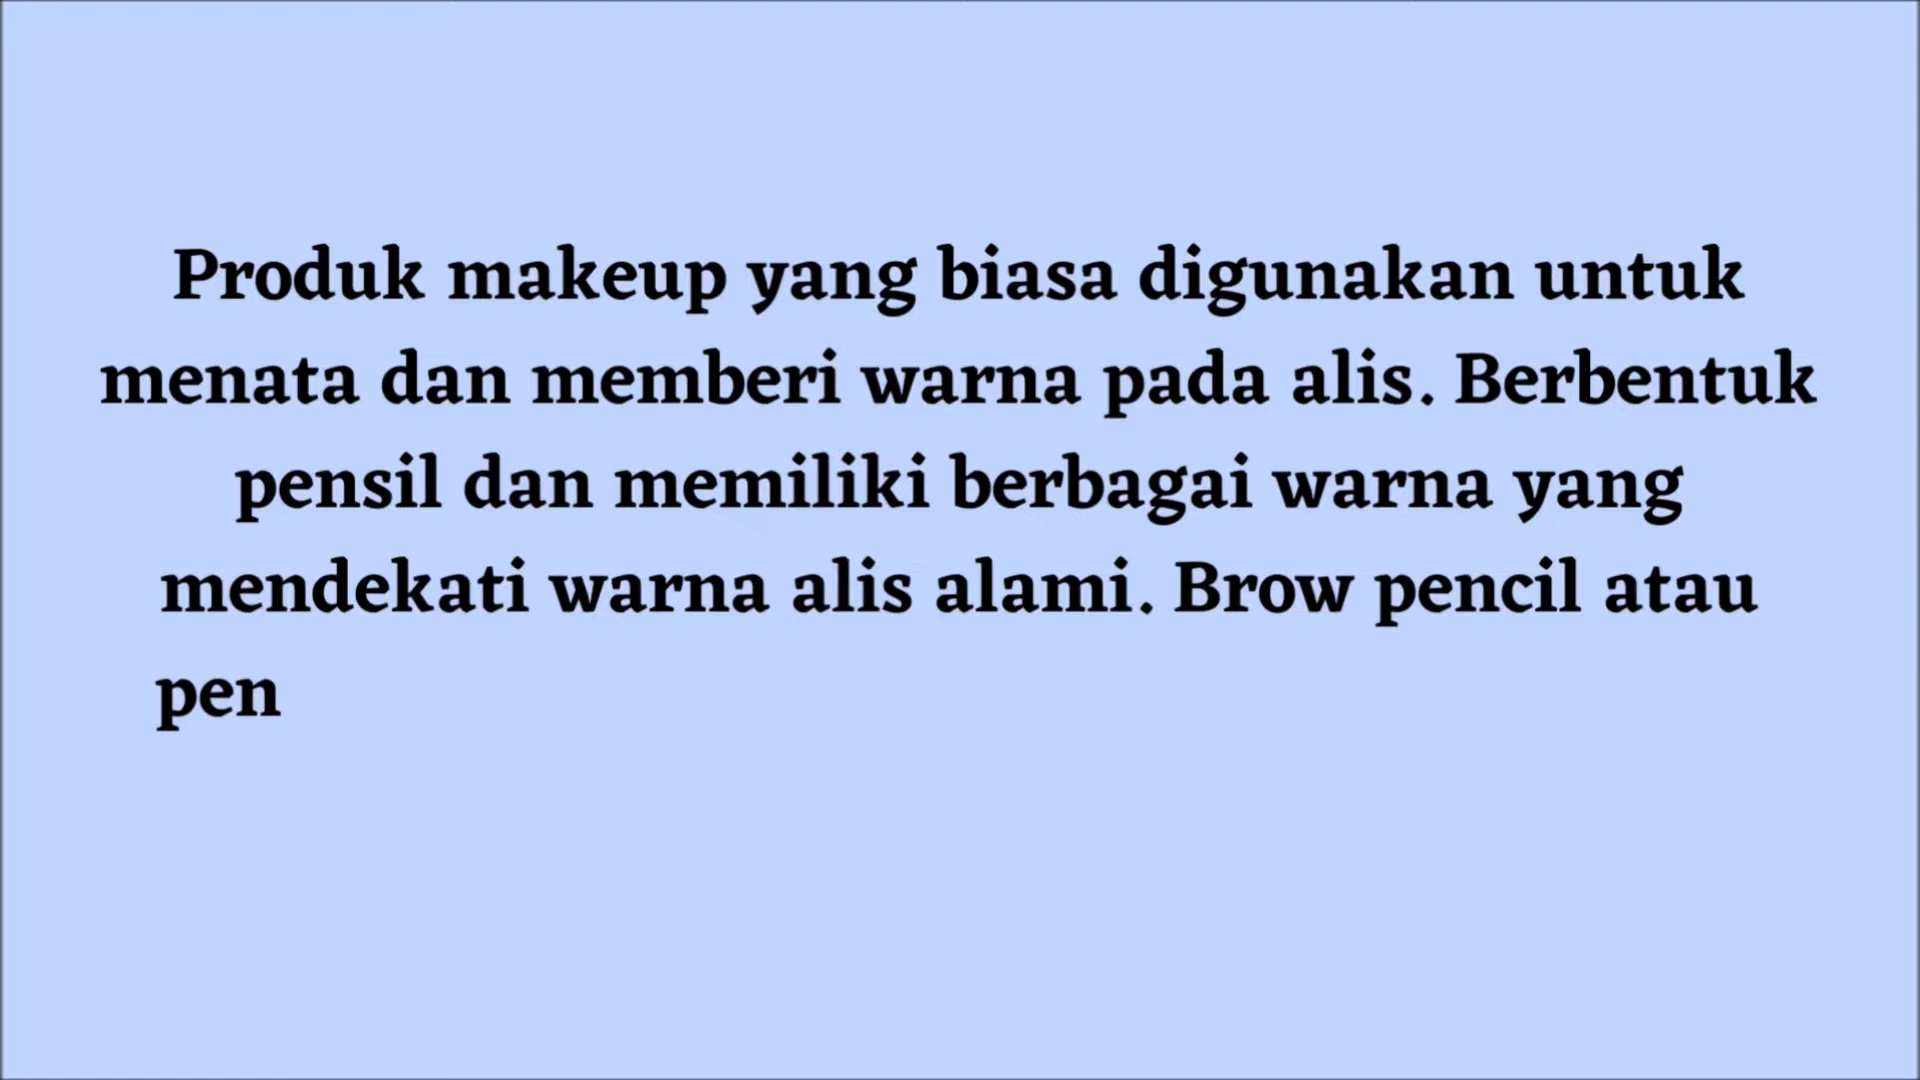 Produk makeup yang biasa digunakan untuk
menata dan memberi warna pada alis. Berbentuk
pensil dan memiliki berbagai warna yang
mendekati warna alis alami. Brow pencil atau
pen